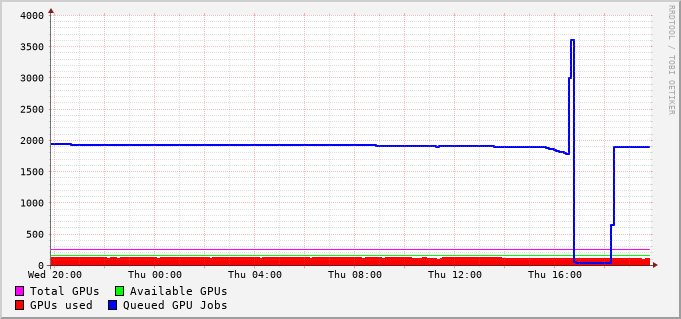 RRDTOOL / TOBI OETIKER
4000
3500
3000
2500
2000
1500
1000
500
0
Wed 20:00 Thu 00:00 Thu 04:00 Thu 08:00 Thu 12:00 Thu 16:00
Total GPUs Available GPUs
GPUs used Queued GPU Jobs